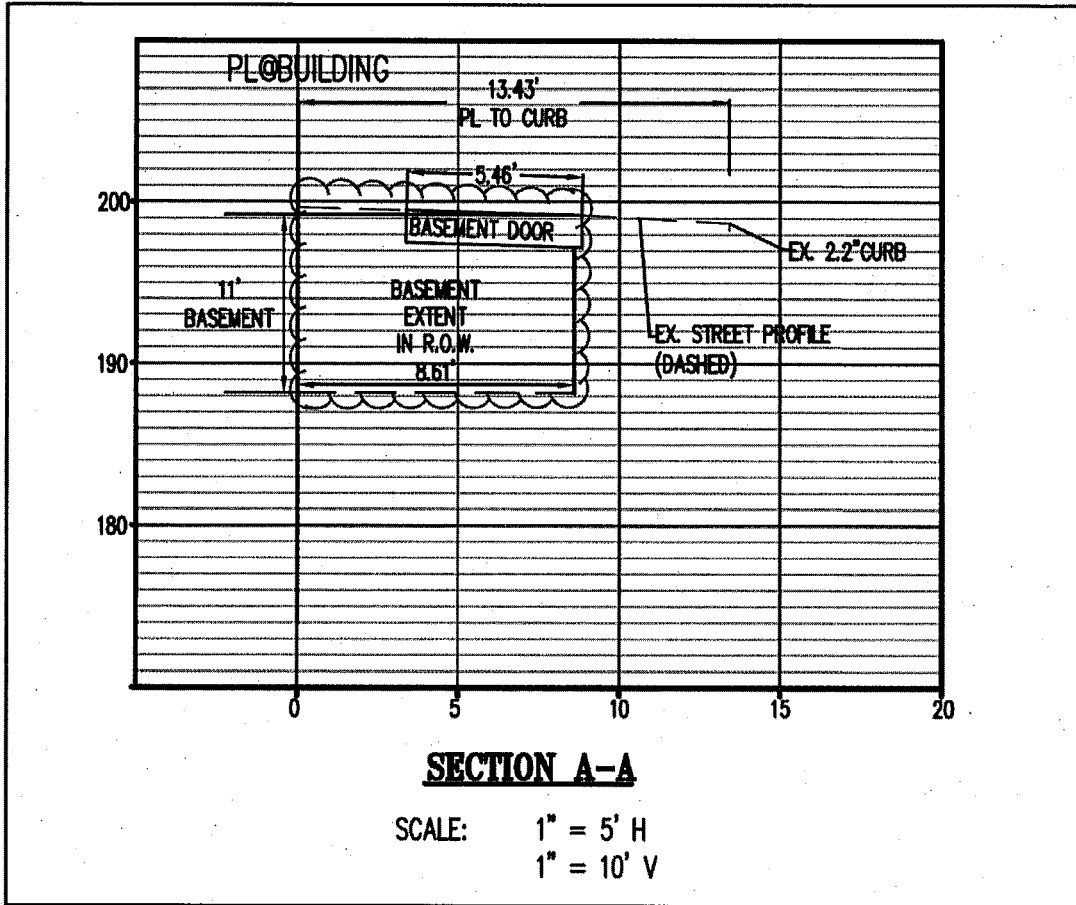 PL@BUILDING
13.43'
PL TO CURB
5.46'
200
BASEMENT DOOR
EX. 2.2"CURB
11'
BASEMENT
BASEMENT
EXTENT
IN R.O.W.
8.61'
EX. STREET PROFILE
(DASHED)
190
180
0 5 10 15 20
SECTION A-A
SCALE: 1" = 5' H
1" = 10' V